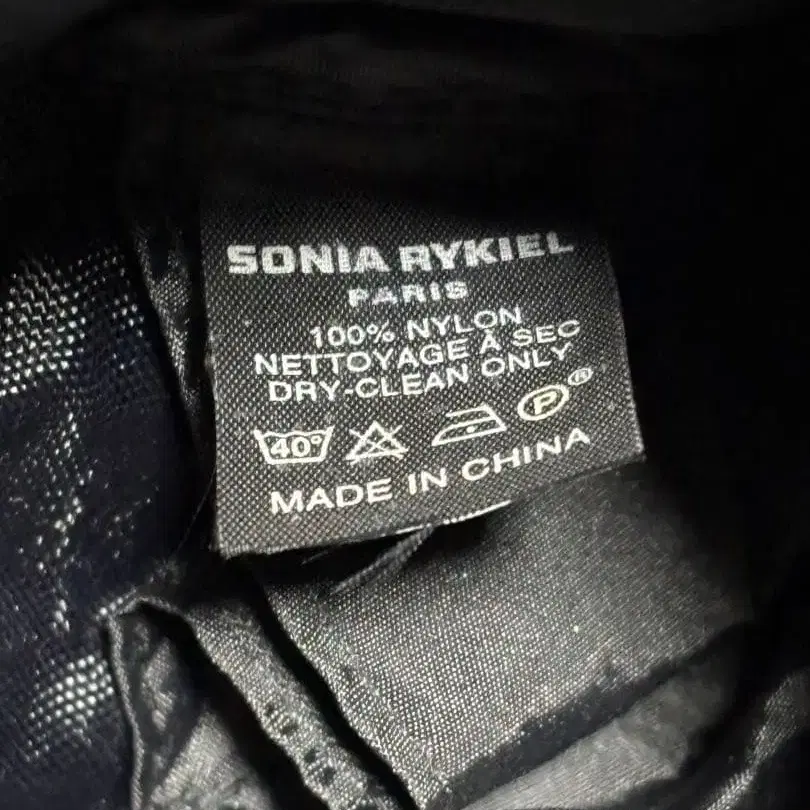 SONIA RYKIEL
PARIS
100% NYLON
NETTOYAGE À SEC
DRY-CLEAN ONLY
40° P®
MADE IN CHINA